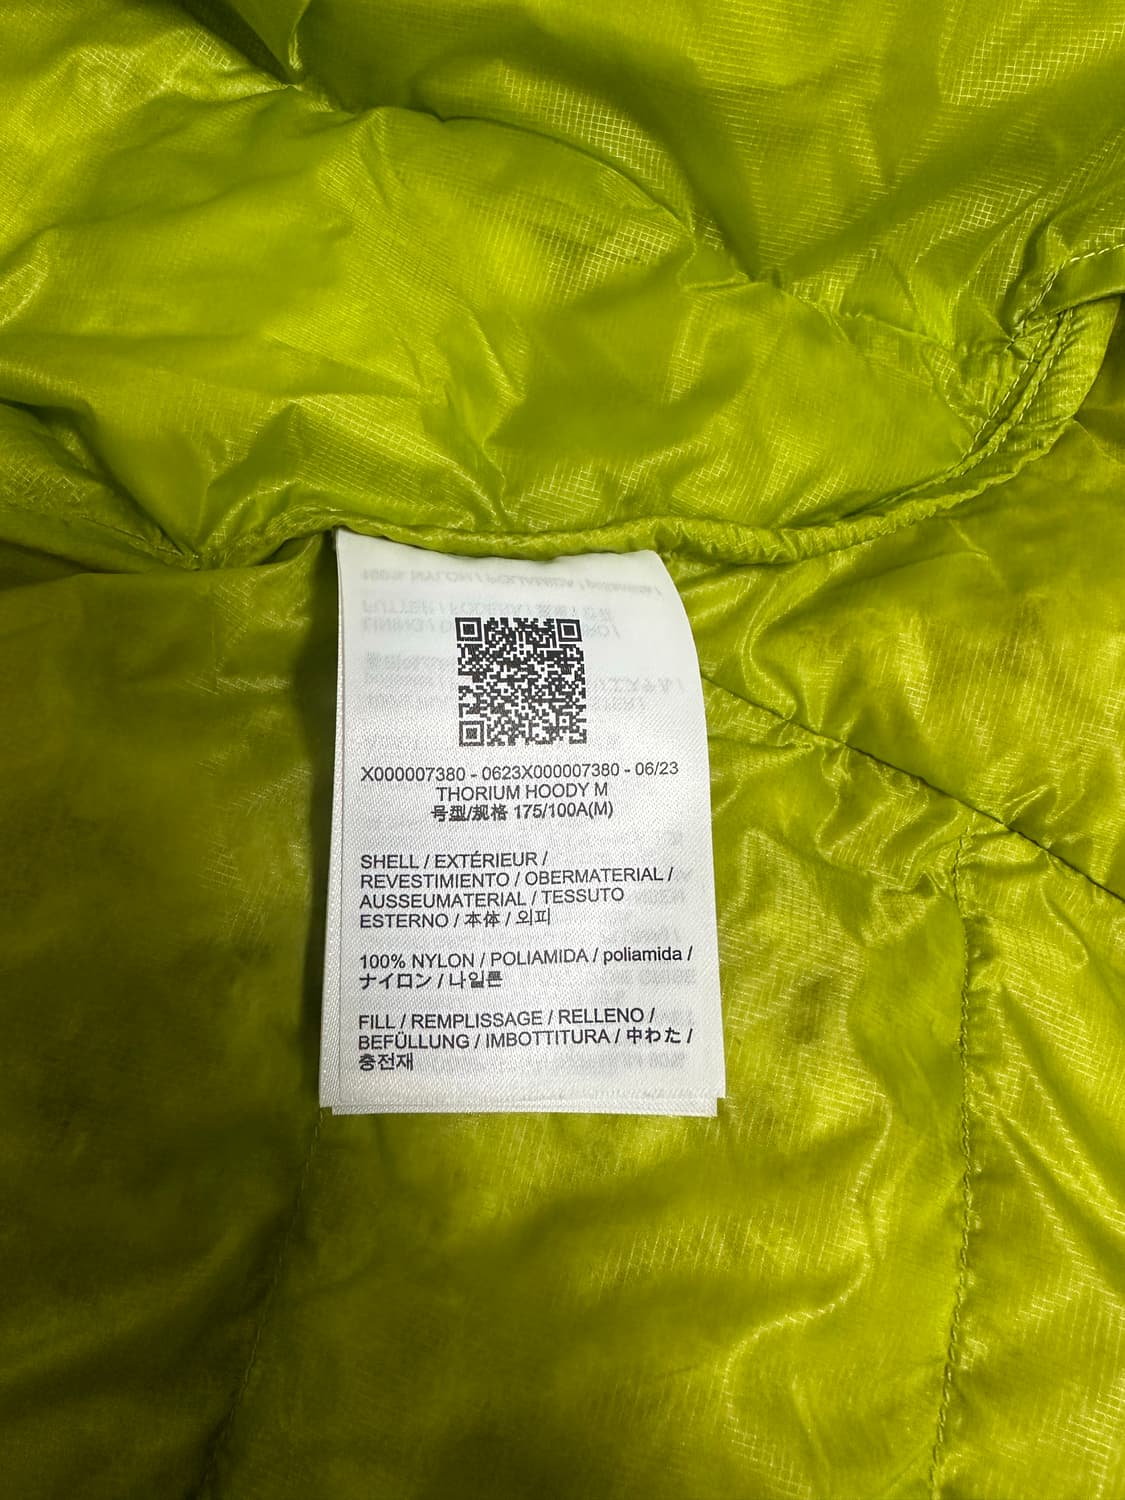 X000007380 - 0623X000007380 - 06/23
THORIUM HOODY M
号型/规格 175/100A(M)
SHELL / EXTÉRIEUR /
REVESTIMIENTO / OBERMATERIAL /
AUSSEUMATERIAL / TESSUTO
ESTERNO / 本体 / 외피
100% NYLON / POLIAMIDA / poliamida /
ナイロン / 나일론
FILL / REMPLISSAGE / RELLENO /
BEFÜLLUNG / IMBOTTITURA / 中わた /
충전재